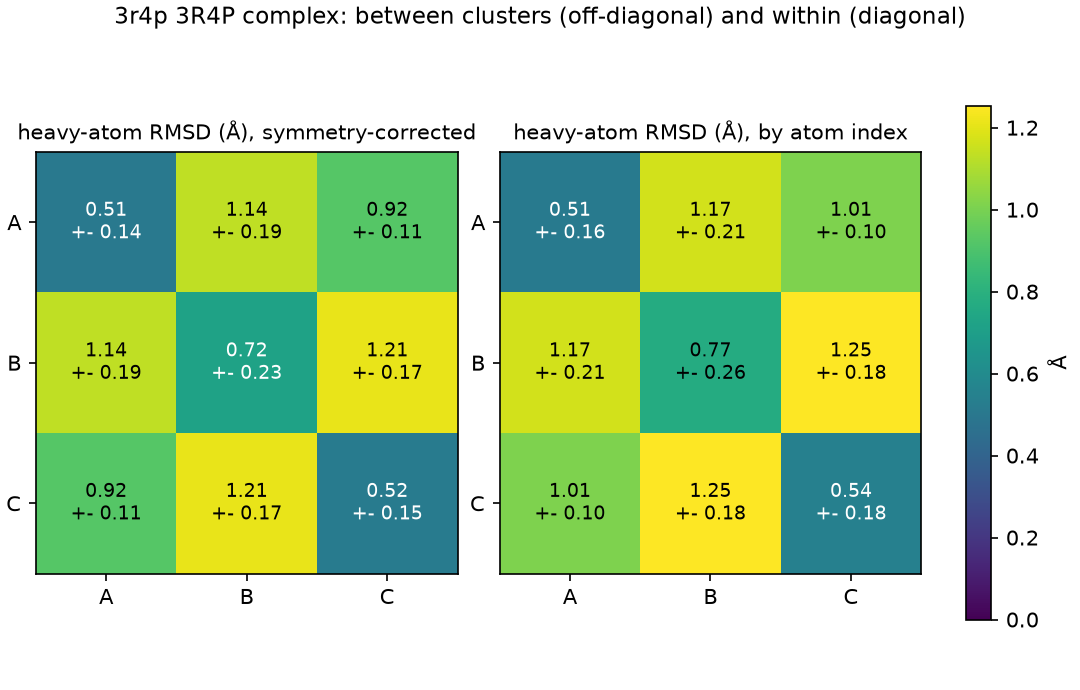 3r4p 3R4P complex: between clusters (off-diagonal) and within (diagonal)
heavy-atom RMSD (Å), symmetry-corrected
A
0.51
+- 0.14
1.14
+- 0.19
0.92
+- 0.11
B
1.14
+- 0.19
0.72
+- 0.23
1.21
+- 0.17
C
0.92
+- 0.11
1.21
+- 0.17
0.52
+- 0.15
A
B
C
heavy-atom RMSD (Å), by atom index
A
0.51
+- 0.16
1.17
+- 0.21
1.01
+- 0.10
B
1.17
+- 0.21
0.77
+- 0.26
1.25
+- 0.18
C
1.01
+- 0.10
1.25
+- 0.18
0.54
+- 0.18
A
B
C
1.2
1.0
0.8
0.6
0.4
0.2
0.0
Å